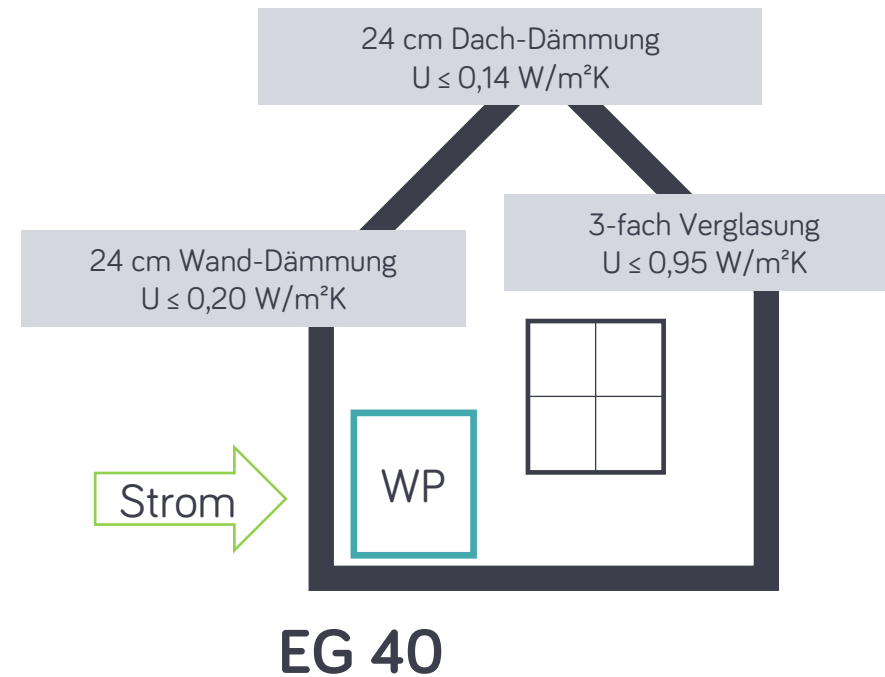 24 cm Dach-Dämmung
U ≤ 0,14 W/m²K
3-fach Verglasung
U ≤ 0,95 W/m²K
24 cm Wand-Dämmung
U ≤ 0,20 W/m²K
WP
Strom
EG 40